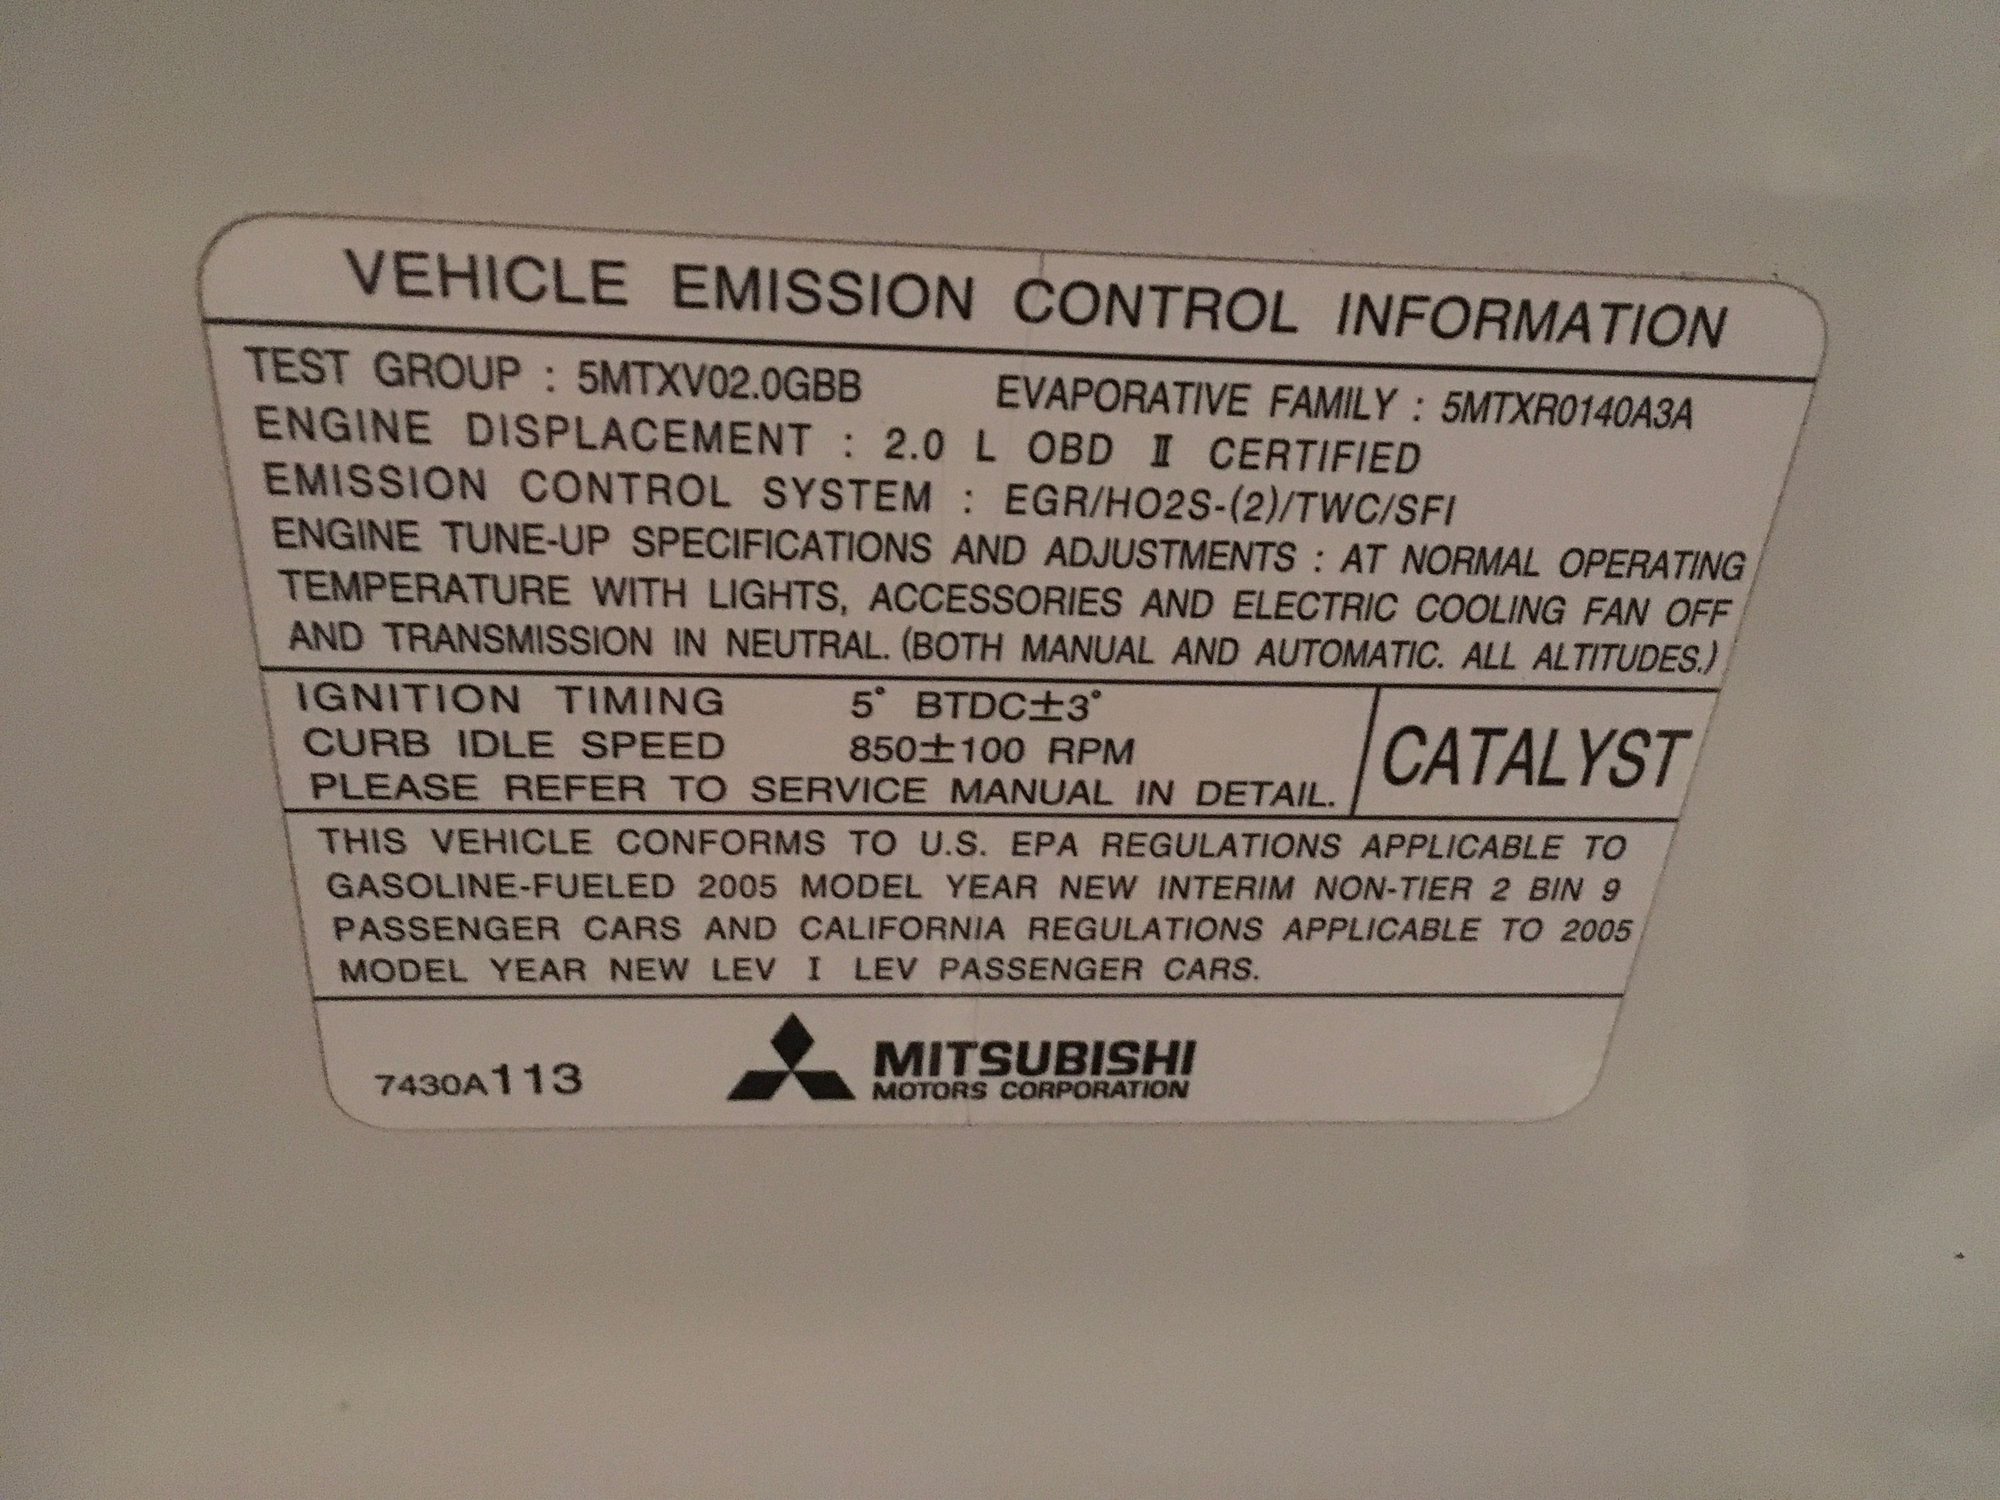 VEHICLE EMISSION CONTROL INFORMATION
TEST GROUP : 5MTXV02.0GBB EVAPORATIVE FAMILY : 5MTXR0140A3A
ENGINE DISPLACEMENT : 2.0 L OBD Ⅱ CERTIFIED
EMISSION CONTROL SYSTEM : EGR/HO2S-(2)/TWC/SFI
ENGINE TUNE-UP SPECIFICATIONS AND ADJUSTMENTS : AT NORMAL OPERATING
TEMPERATURE WITH LIGHTS, ACCESSORIES AND ELECTRIC COOLING FAN OFF
AND TRANSMISSION IN NEUTRAL. (BOTH MANUAL AND AUTOMATIC. ALL ALTITUDES.)
IGNITION TIMING 5° BTDC±3°
CURB IDLE SPEED 850±100 RPM
PLEASE REFER TO SERVICE MANUAL IN DETAIL.
CATALYST
THIS VEHICLE CONFORMS TO U.S. EPA REGULATIONS APPLICABLE TO
GASOLINE-FUELED 2005 MODEL YEAR NEW INTERIM NON-TIER 2 BIN 9
PASSENGER CARS AND CALIFORNIA REGULATIONS APPLICABLE TO 2005
MODEL YEAR NEW LEV Ⅰ LEV PASSENGER CARS.
7430A113
MITSUBISHI
MOTORS CORPORATION